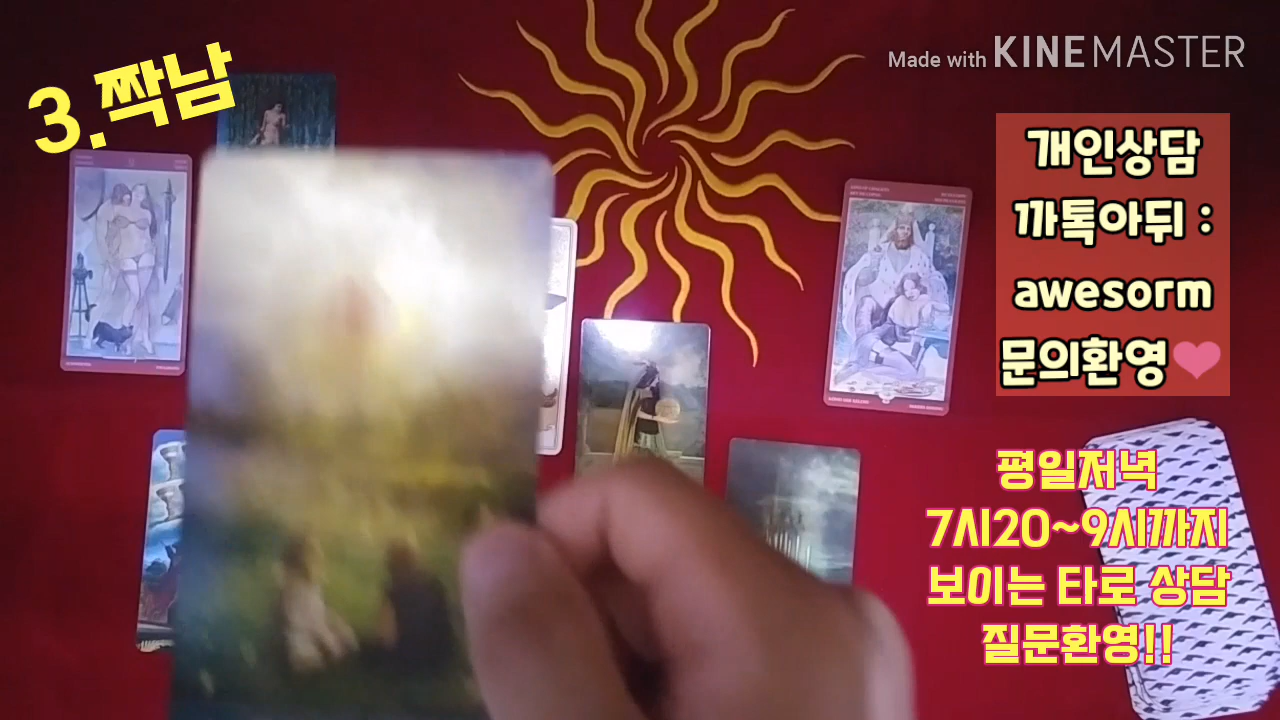 3.짝남
Made with KINEMASTER
개인상담
까톡아뒤 :
awesorm
문의환영
평일저녁
7시20~9시까지
보이는 타로 상담
질문환영!!